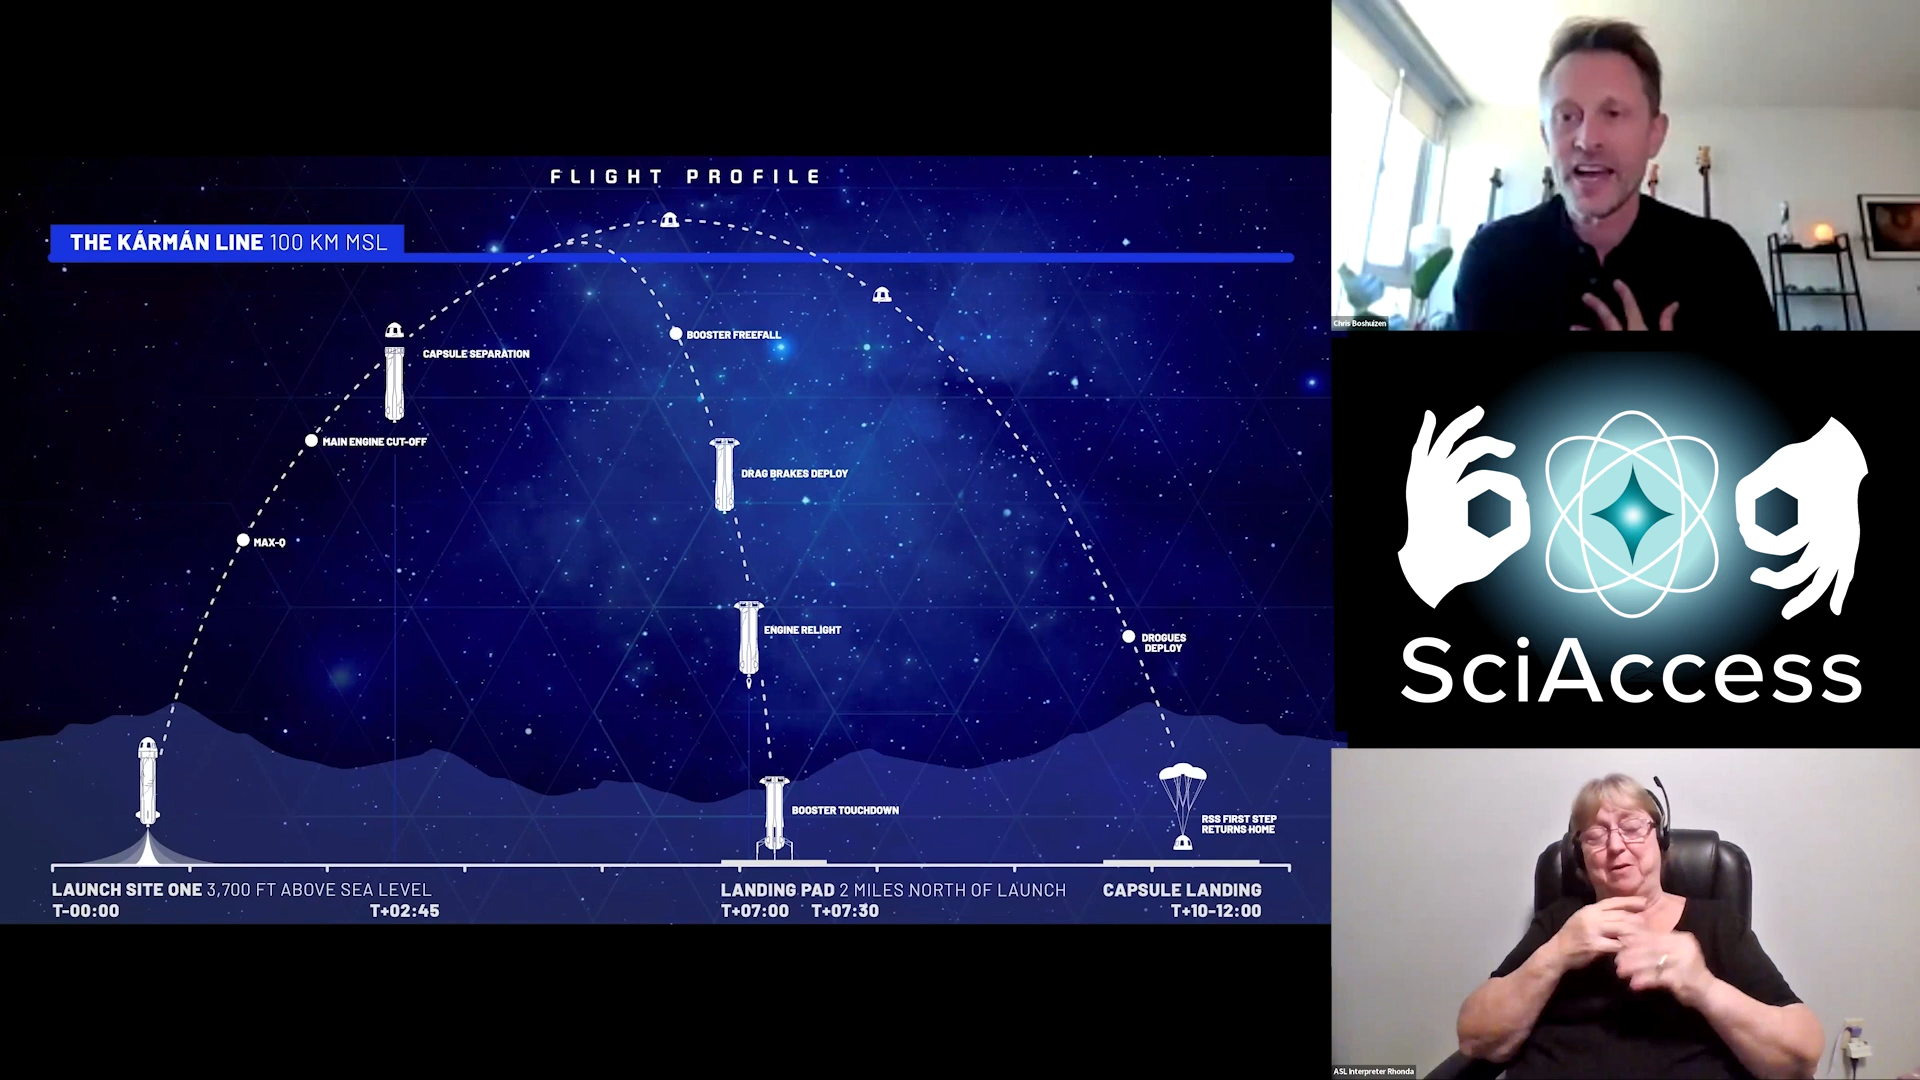 FLIGHT PROFILE
THE KÁRMÁN LINE 100 KM MSL
BOOSTER FREEFALL
CAPSULE SEPARATION
MAIN ENGINE CUT-OFF
DRAG BRAKES DEPLOY
MAX-Q
ENGINE RELIGHT
DROGUES
DEPLOY
BOOSTER TOUCHDOWN
RSS FIRST STEP
RETURNS HOME
LAUNCH SITE ONE 3,700 FT ABOVE SEA LEVEL
T-00:00
T+02:45
LANDING PAD 2 MILES NORTH OF LAUNCH
T+07:00 T+07:30
CAPSULE LANDING
T+10-12:00
Chris Boshuizen
SciAccess
ASL Interpreter Rhonda